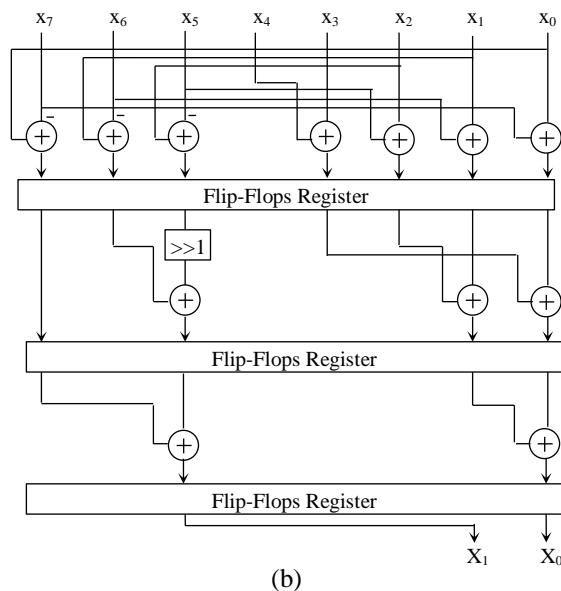 x₇ x₆ x₅ x₄ x₃ x₂ x₁ x₀
- - -
+ + + + + + +
Flip-Flops Register
>>1
+ + +
Flip-Flops Register
+ +
Flip-Flops Register
X₁ X₀
(b)